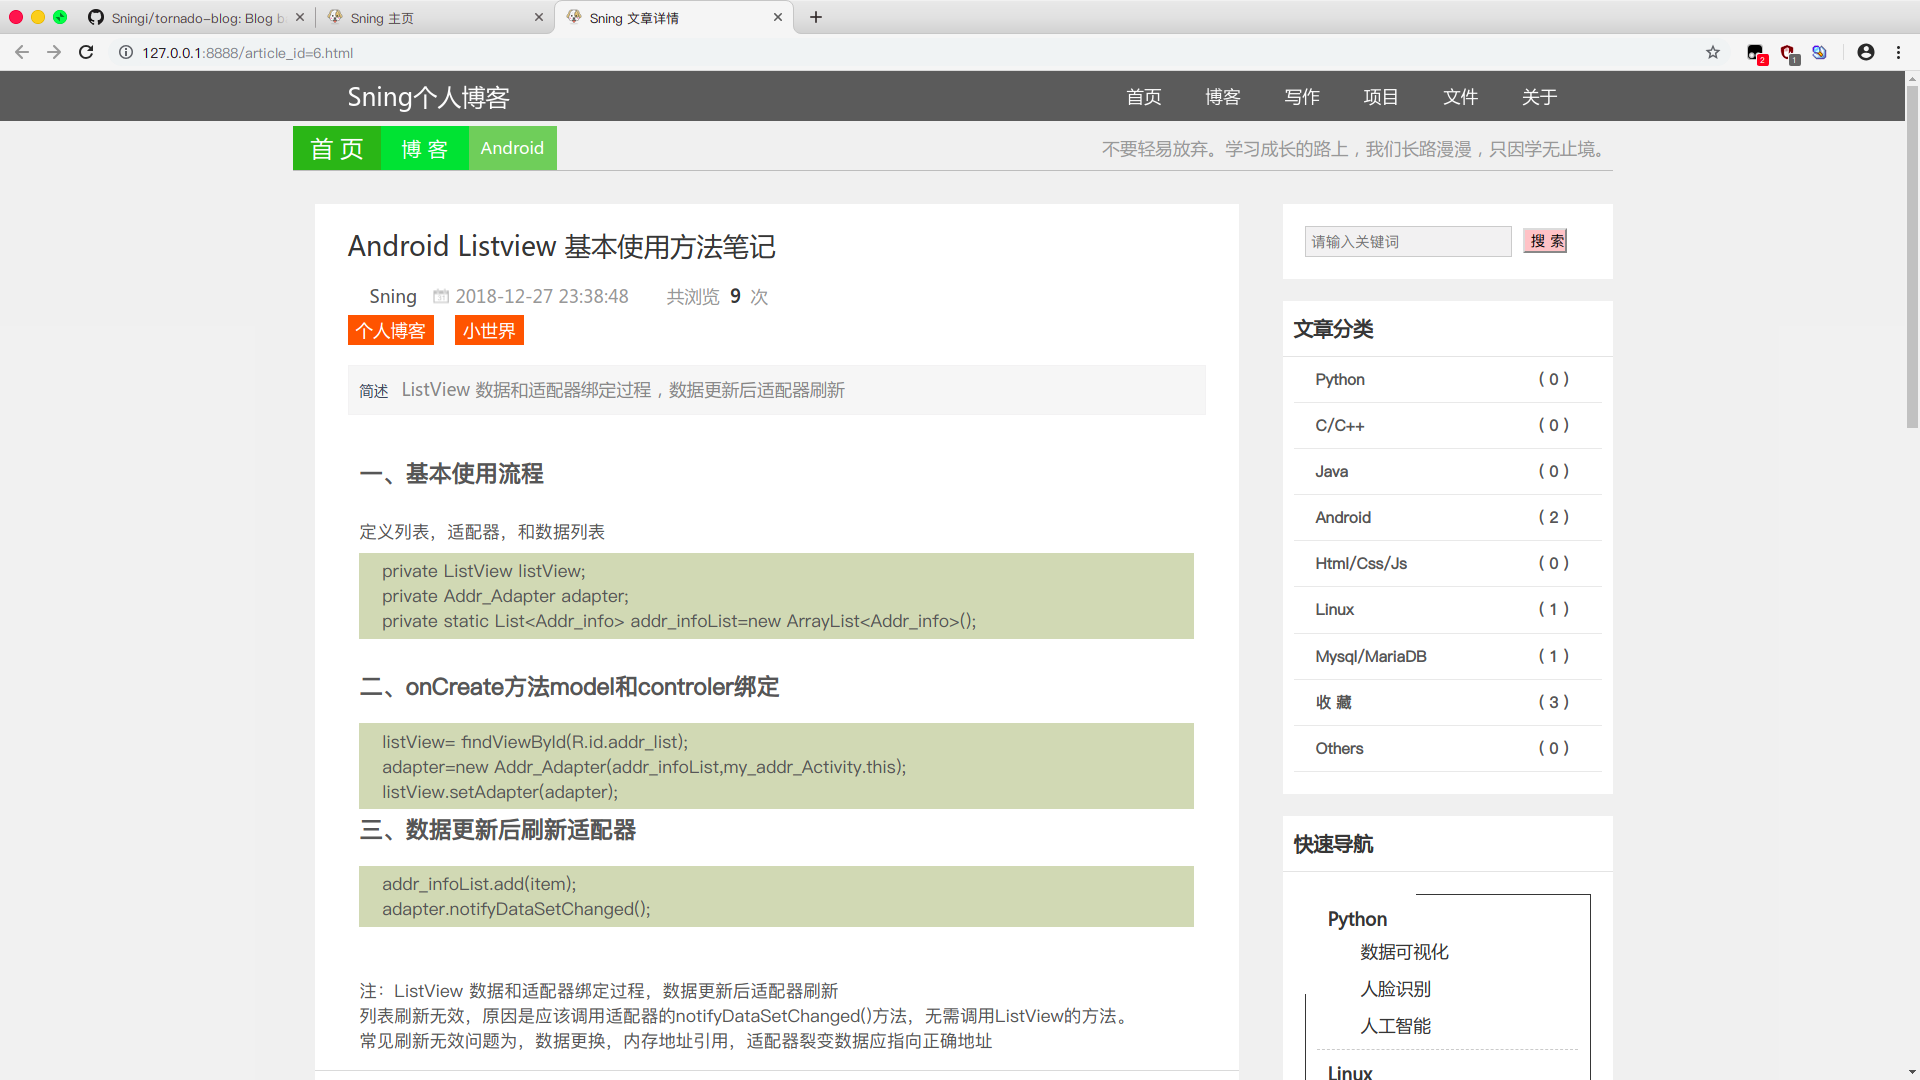 Sningi/tornado-blog: Blog b
Sning 主页
Sning 文章详情
127.0.0.1:8888/article_id=6.html
2
1
Sning个人博客
首页
博客
写作
项目
文件
关于
首 页
博 客
Android
不要轻易放弃。学习成长的路上，我们长路漫漫，只因学无止境。
Android Listview 基本使用方法笔记
Sning 2018-12-27 23:38:48 共浏览 9 次
个人博客 小世界
简述 ListView 数据和适配器绑定过程，数据更新后适配器刷新
一、基本使用流程
定义列表，适配器，和数据列表
private ListView listView;
private Addr_Adapter adapter;
private static List<Addr_info> addr_infoList=new ArrayList<Addr_info>();
二、onCreate方法model和controler绑定
listView= findViewById(R.id.addr_list);
adapter=new Addr_Adapter(addr_infoList,my_addr_Activity.this);
listView.setAdapter(adapter);
三、数据更新后刷新适配器
addr_infoList.add(item);
adapter.notifyDataSetChanged();
注：ListView 数据和适配器绑定过程，数据更新后适配器刷新
列表刷新无效，原因是应该调用适配器的notifyDataSetChanged()方法，无需调用ListView的方法。
常见刷新无效问题为，数据更换，内存地址引用，适配器裂变数据应指向正确地址
请输入关键词
搜 索
文章分类
Python ( 0 )
C/C++ ( 0 )
Java ( 0 )
Android ( 2 )
Html/Css/Js ( 0 )
Linux ( 1 )
Mysql/MariaDB ( 1 )
收 藏 ( 3 )
Others ( 0 )
快速导航
Python
数据可视化
人脸识别
人工智能
Linux